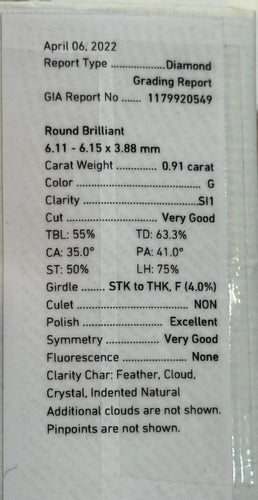 April 06, 2022
Report Type ..................Diamond
Grading Report
GIA Report No ....... 1179920549
Round Brilliant
6.11 - 6.15 x 3.88 mm
Carat Weight .............. 0.91 carat
Color ............................................ G
Clarity .........................................SI1
Cut ............................... Very Good
TBL: 55% TD: 63.3%
CA: 35.0° PA: 41.0°
ST: 50% LH: 75%
Girdle ........ STK to THK, F (4.0%)
Culet ....................................... NON
Polish ............................ Excellent
Symmetry ................... Very Good
Fluorescence ...................... None
Clarity Char: Feather, Cloud,
Crystal, Indented Natural
Additional clouds are not shown.
Pinpoints are not shown.